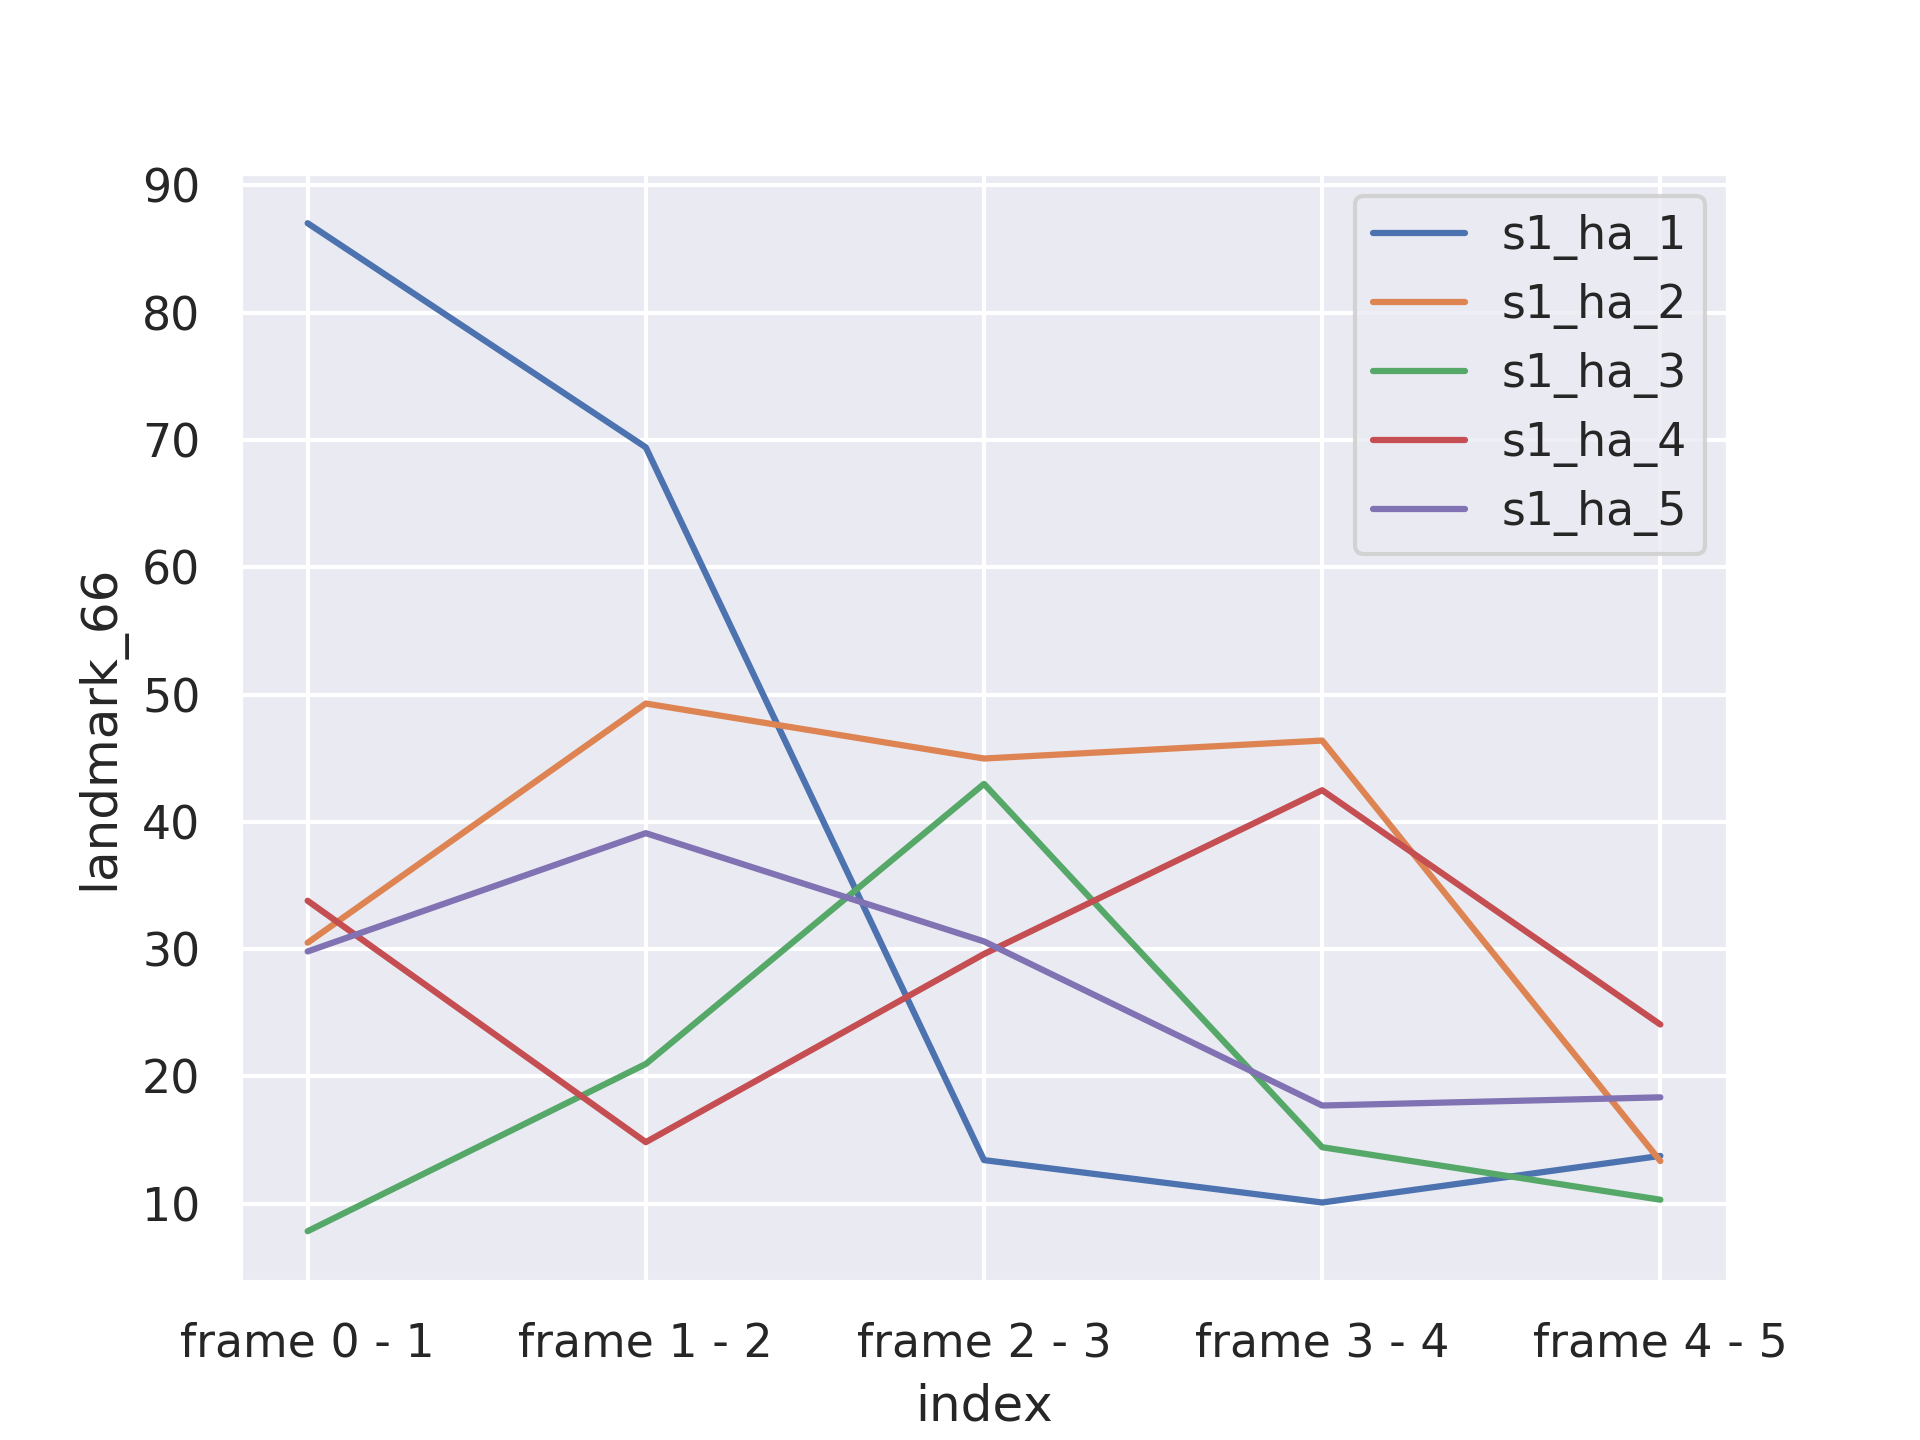 90
80
70
60
50
40
30
20
10
landmark_66
s1_ha_1
s1_ha_2
s1_ha_3
s1_ha_4
s1_ha_5
frame 0 - 1
frame 1 - 2
frame 2 - 3
frame 3 - 4
frame 4 - 5
index